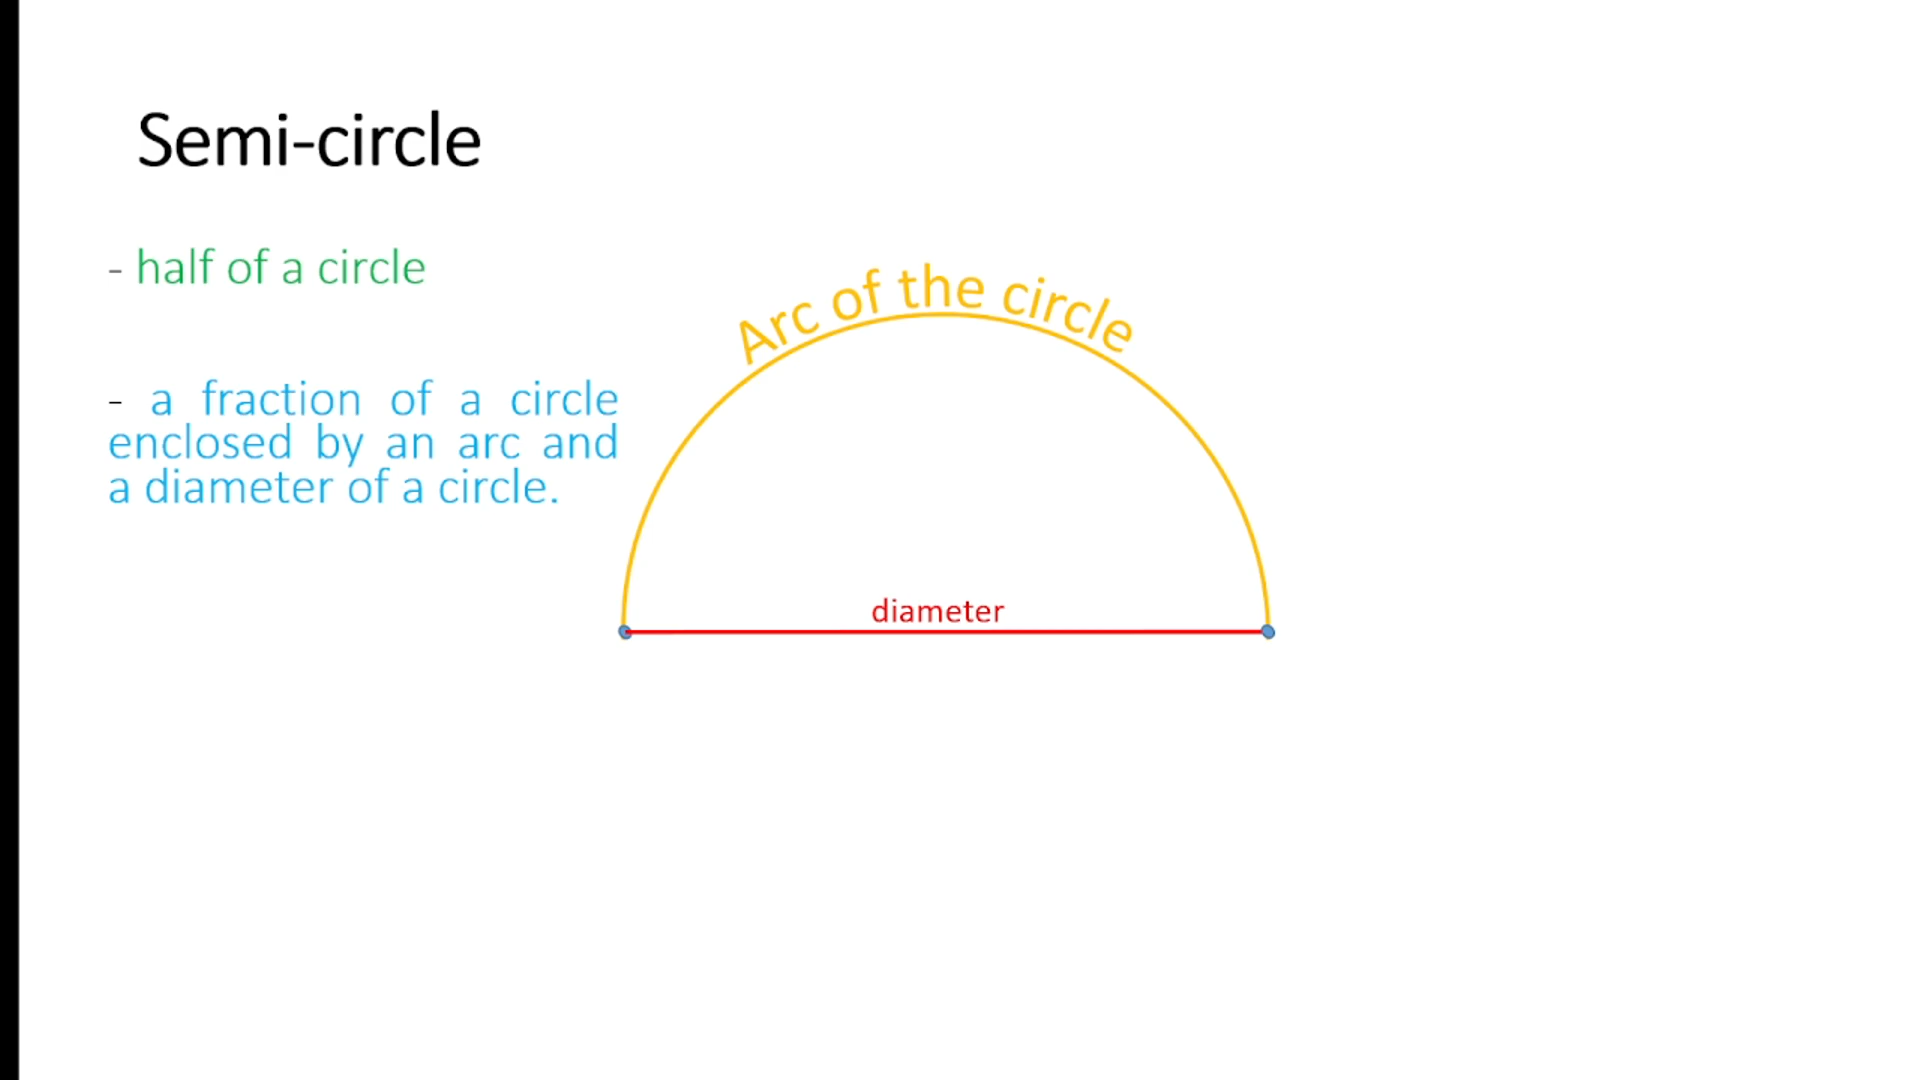 Semi-circle
- half of a circle
- a fraction of a circle
enclosed by an arc and
a diameter of a circle.
Arc of the circle
diameter